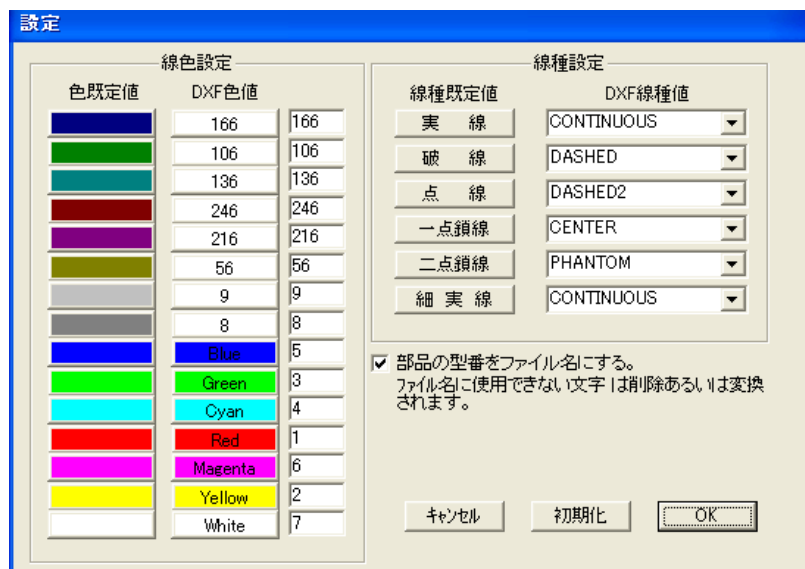 設定
線色設定
色既定値 DXF色値
166 166
106 106
136 136
246 246
216 216
56 56
9 9
8 8
Blue 5
Green 3
Cyan 4
Red 1
Magenta 6
Yellow 2
White 7
線種設定
線種既定値 DXF線種値
実 線 CONTINUOUS
破 線 DASHED
点 線 DASHED2
一点鎖線 CENTER
二点鎖線 PHANTOM
細 実 線 CONTINUOUS
部品の型番をファイル名にする。
ファイル名に使用できない文字は削除あるいは変換
されます。
キャンセル 初期化 OK